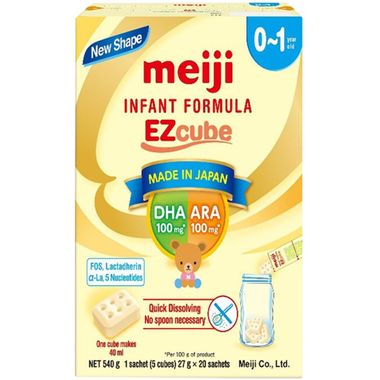 New Shape
0~1 year old
meiji
INFANT FORMULA
EZcube
MADE IN JAPAN
DHA ARA
100 mg* 100 mg*
FOS, Lactadherin
α-La, 5 Nucleotides
Quick Dissolving
No spoon necessary
One cube makes
40 ml
*Per 100 g of product
NET 540 g 1 sachet (5 cubes) 27 g × 20 sachets Meiji Co., Ltd.